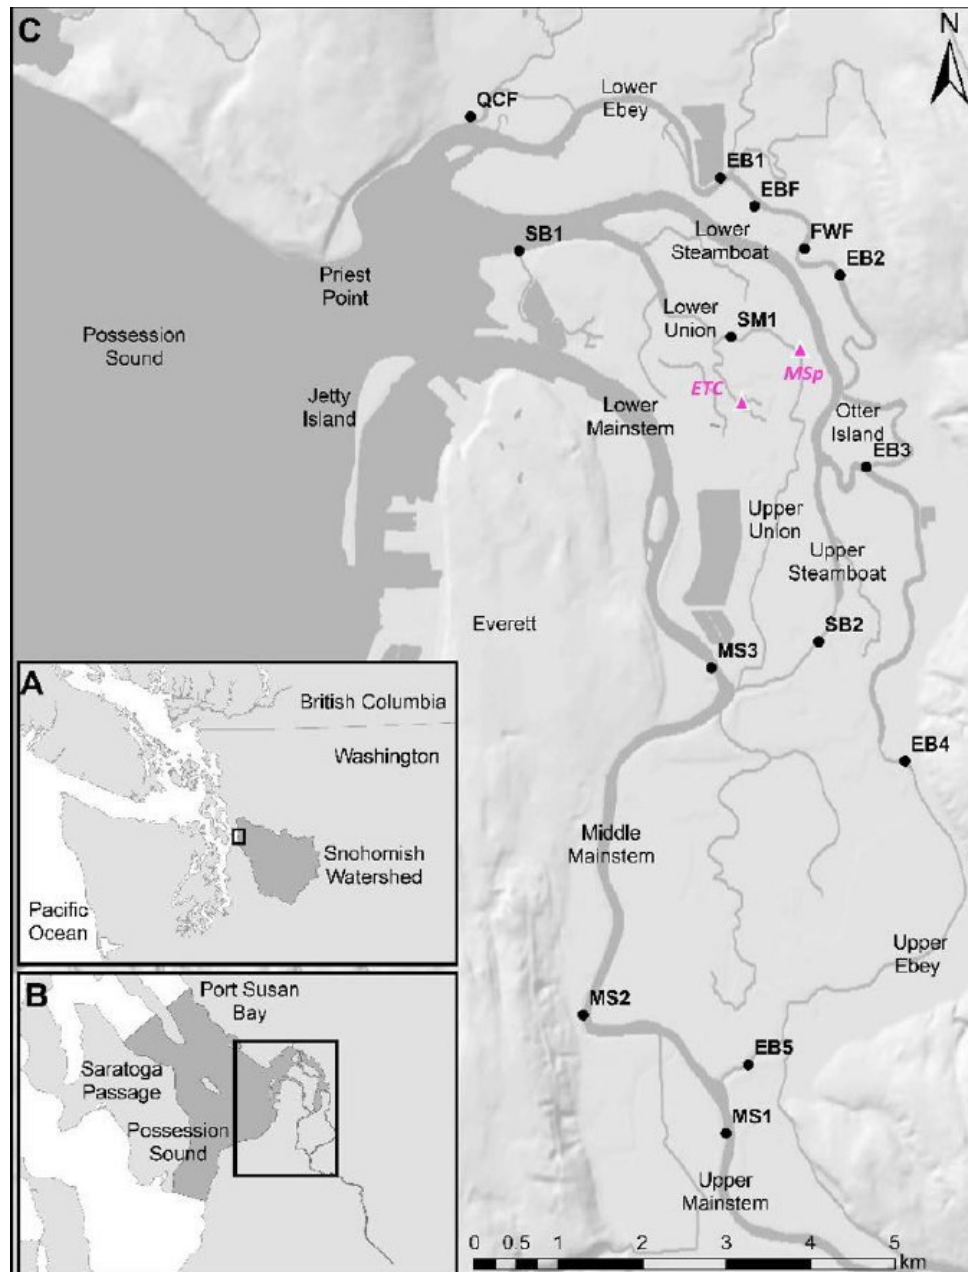 C
N
QCF
Lower
Ebey
EB1
EBF
FWF
EB2
SB1
Lower
Steamboat
Priest
Point
Possession
Sound
Lower
Union
SM1
MSp
ETC
Jetty
Island
Lower
Mainstem
Otter
Island
EB3
Upper
Union
Upper
Steamboat
Everett
SB2
MS3
EB4
Middle
Mainstem
Upper
Ebey
MS2
EB5
MS1
Upper
Mainstem
0 0.5 1 2 3 4 5
km
A
British Columbia
Washington
Snohomish
Watershed
Pacific
Ocean
B
Port Susan
Bay
Saratoga
Passage
Possession
Sound